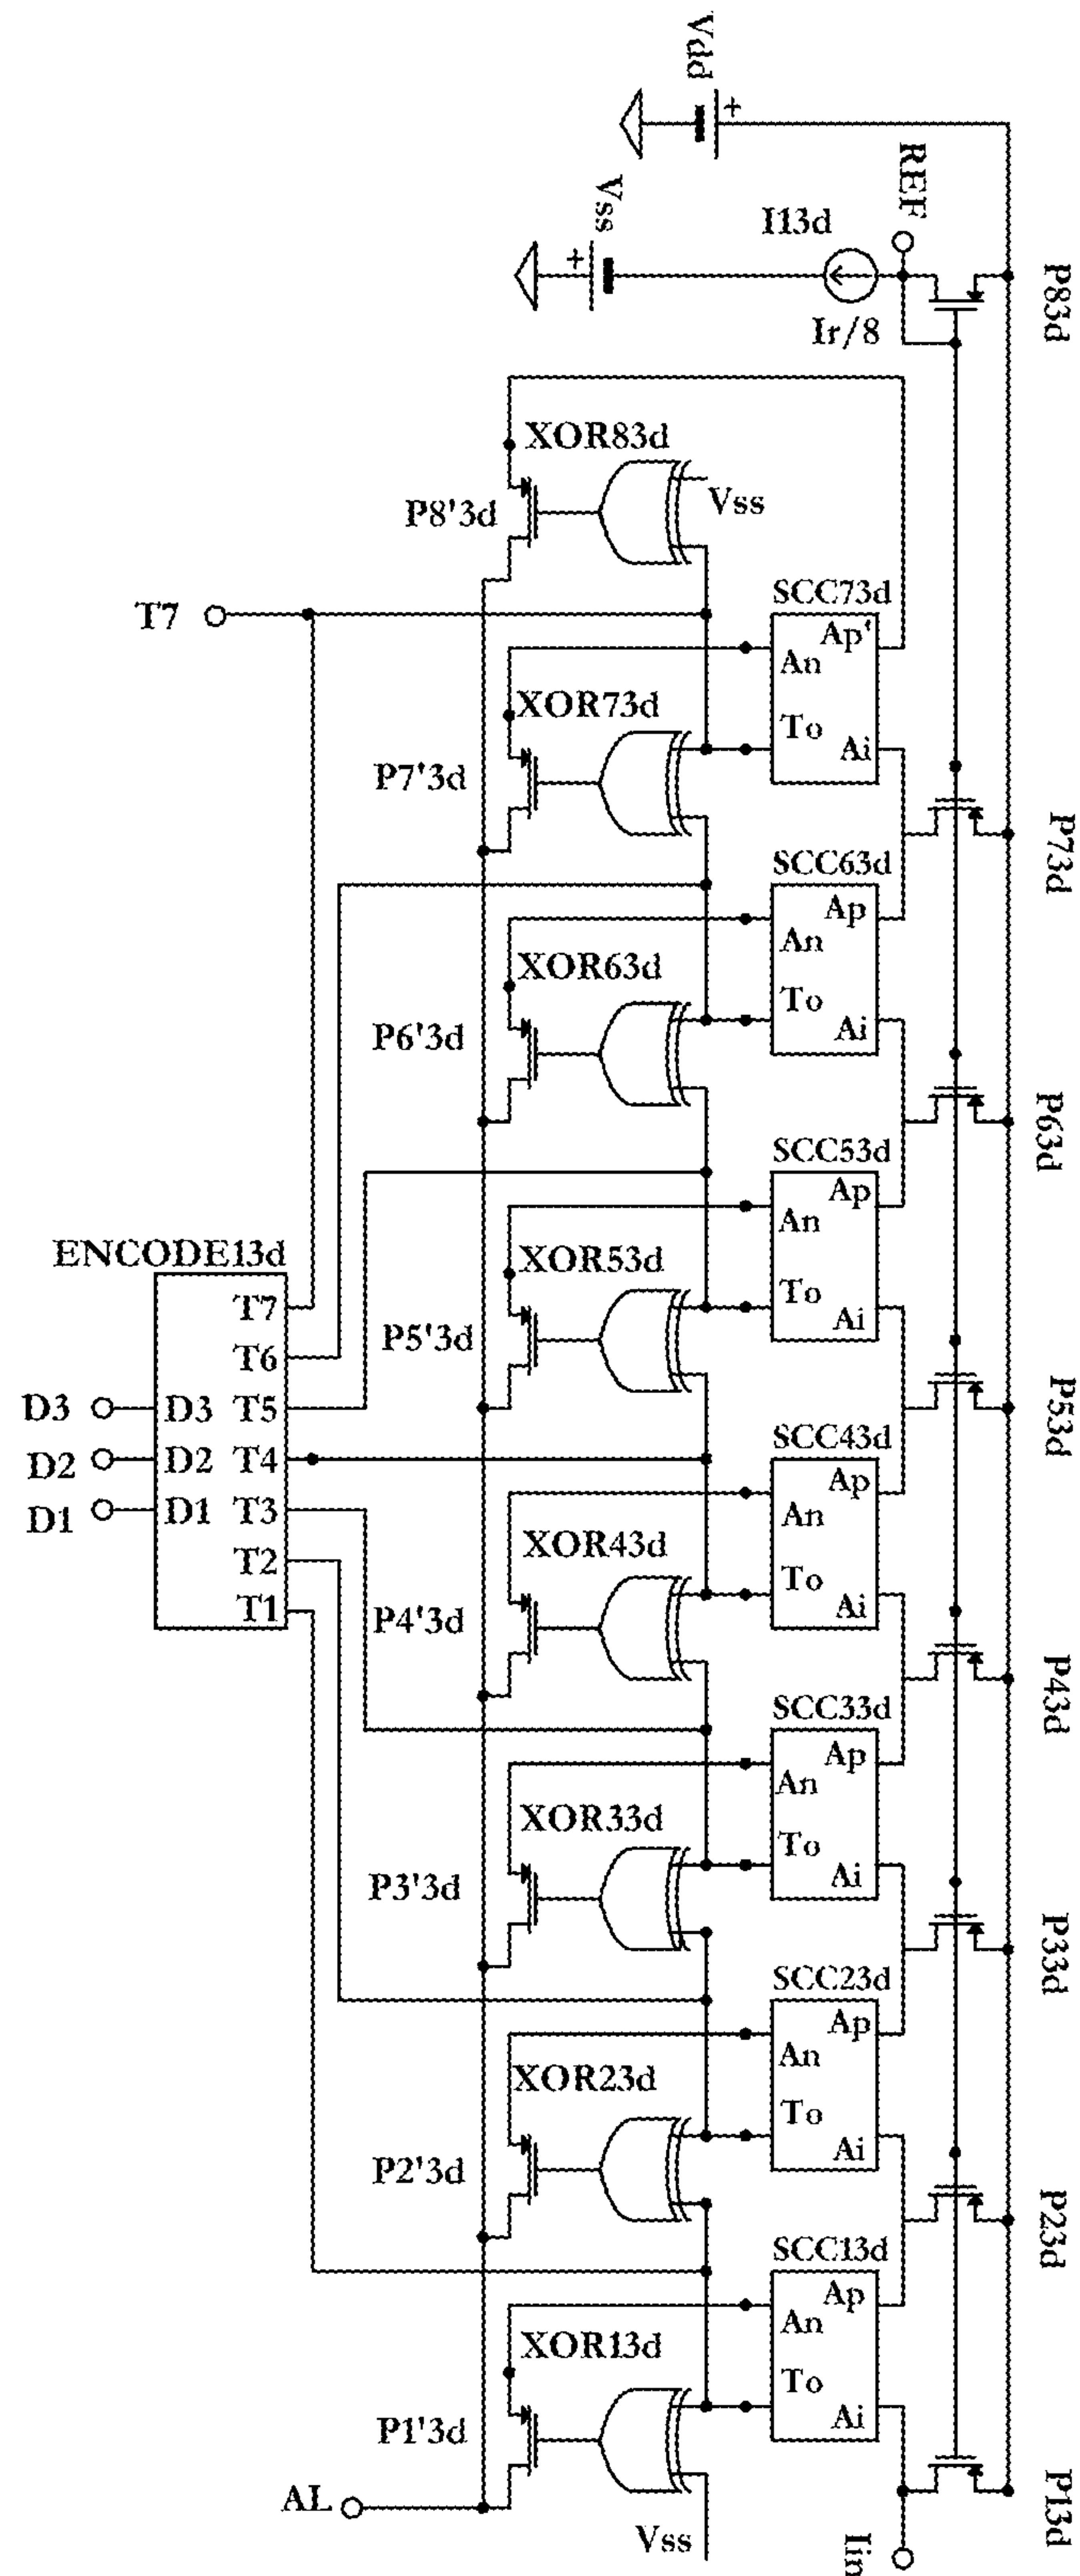 Vdd
+
Vss
+
REF
I13d
Ir/8
P83d
XOR83d
Vss
P8'3d
T7
SCC73d
Ap'
An
To
Ai
XOR73d
P7'3d
P73d
SCC63d
Ap
An
To
Ai
XOR63d
P6'3d
P63d
SCC53d
Ap
An
To
Ai
XOR53d
P5'3d
P53d
ENCODE13d
T7
T6
D3 D3 T5
D2 D2 T4
D1 D1 T3
T2
T1
SCC43d
Ap
An
To
Ai
XOR43d
P4'3d
P43d
SCC33d
Ap
An
To
Ai
XOR33d
P3'3d
P33d
SCC23d
Ap
An
To
Ai
XOR23d
P2'3d
P23d
SCC13d
Ap
An
To
Ai
XOR13d
P1'3d
P13d
AL
Vss
Iin